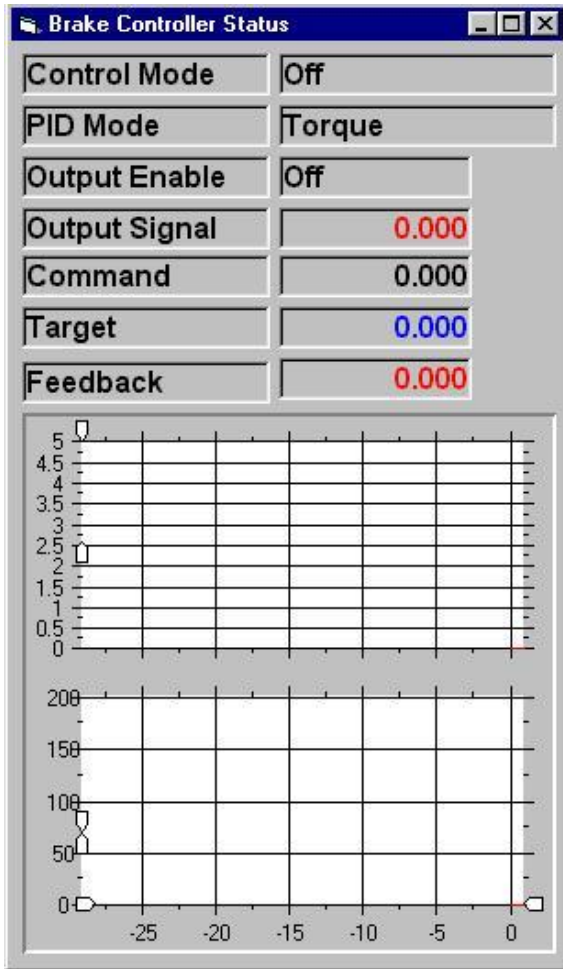 Brake Controller Status
Control Mode Off
PID Mode Torque
Output Enable Off
Output Signal 0.000
Command 0.000
Target 0.000
Feedback 0.000
5
4.5
4
3.5
3
2.5
2
1.5
1
0.5
0
200
150
100
50
0
-25 -20 -15 -10 -5 0